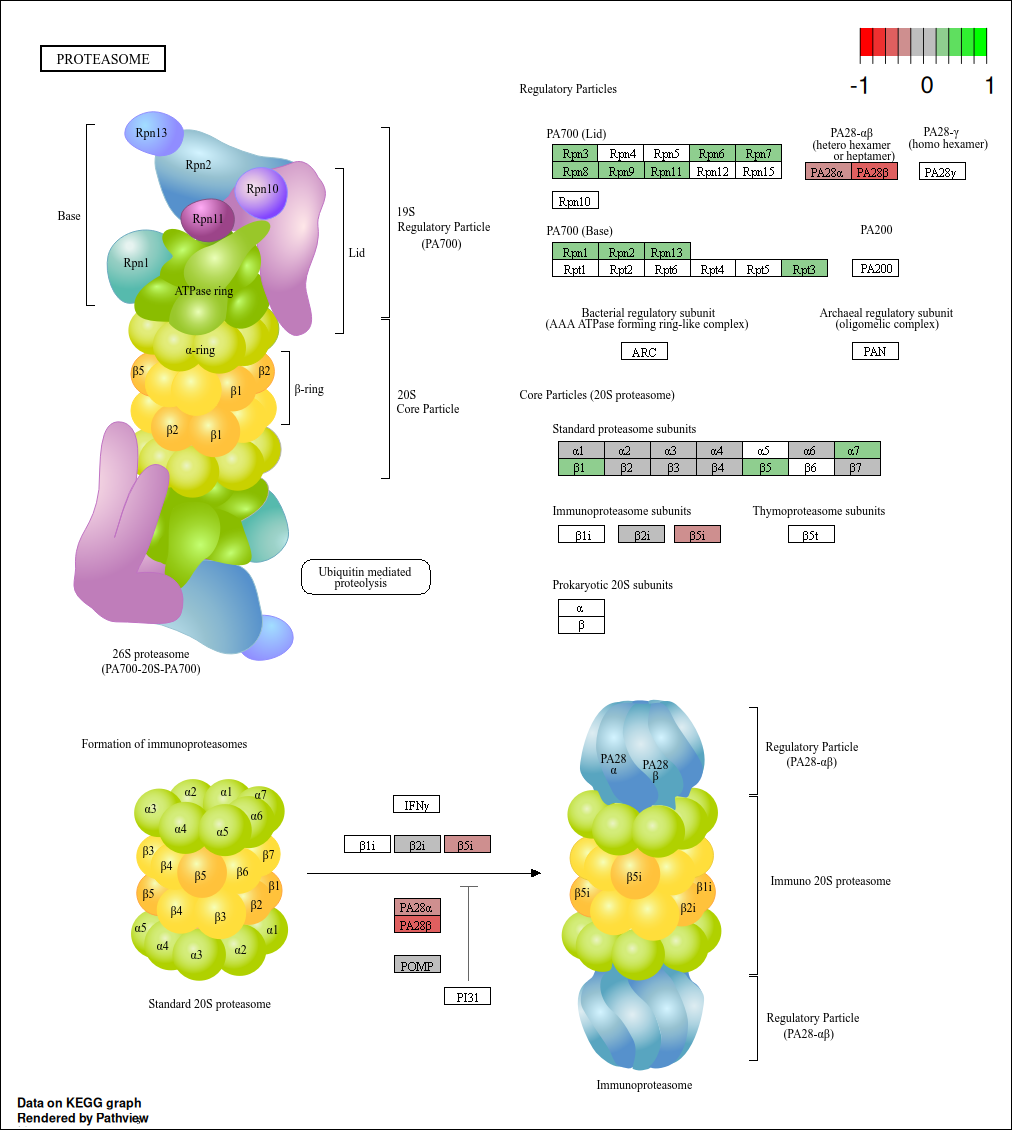 PROTEASOME
-1 0 1
Regulatory Particles
PA700 (Lid)
Rpn3 Rpn4 Rpn5 Rpn6 Rpn7
Rpn8 Rpn9 Rpn11 Rpn12 Rpn15
Rpn10
PA28-αβ
(hetero hexamer
or heptamer)
PA28α PA28β
PA28-γ
(homo hexamer)
PA28γ
PA700 (Base)
Rpn1 Rpn2 Rpn13
Rpt1 Rpt2 Rpt6 Rpt4 Rpt5 Rpt3
PA200
PA200
Bacterial regulatory subunit
(AAA ATPase forming ring-like complex)
ARC
Archaeal regulatory subunit
(oligomelic complex)
PAN
Core Particles (20S proteasome)
Standard proteasome subunits
α1 α2 α3 α4 α5 α6 α7
β1 β2 β3 β4 β5 β6 β7
Immunoproteasome subunits
β1i β2i β5i
Thymoproteasome subunits
β5t
Prokaryotic 20S subunits
α
β
Rpn13
Rpn2
Rpn10
Rpn11
Base
Rpn1
ATPase ring
Lid
19S
Regulatory Particle
(PA700)
α-ring
β5 β2
β1
β-ring
β2 β1
20S
Core Particle
Ubiquitin mediated
proteolysis
26S proteasome
(PA700-20S-PA700)
Formation of immunoproteasomes
α3 α2 α1 α7
α4 α5 α6
β3 β4 β5 β6 β7
β5 β4 β3 β2 β1
α5 α4 α3 α2 α1
Standard 20S proteasome
IFNγ
β1i β2i β5i
PA28α
PA28β
POMP
PI31
PA28
α
PA28
β
Regulatory Particle
(PA28-αβ)
β5i β5i β1i
β2i
Immuno 20S proteasome
Regulatory Particle
(PA28-αβ)
Immunoproteasome
Data on KEGG graph
Rendered by Pathview